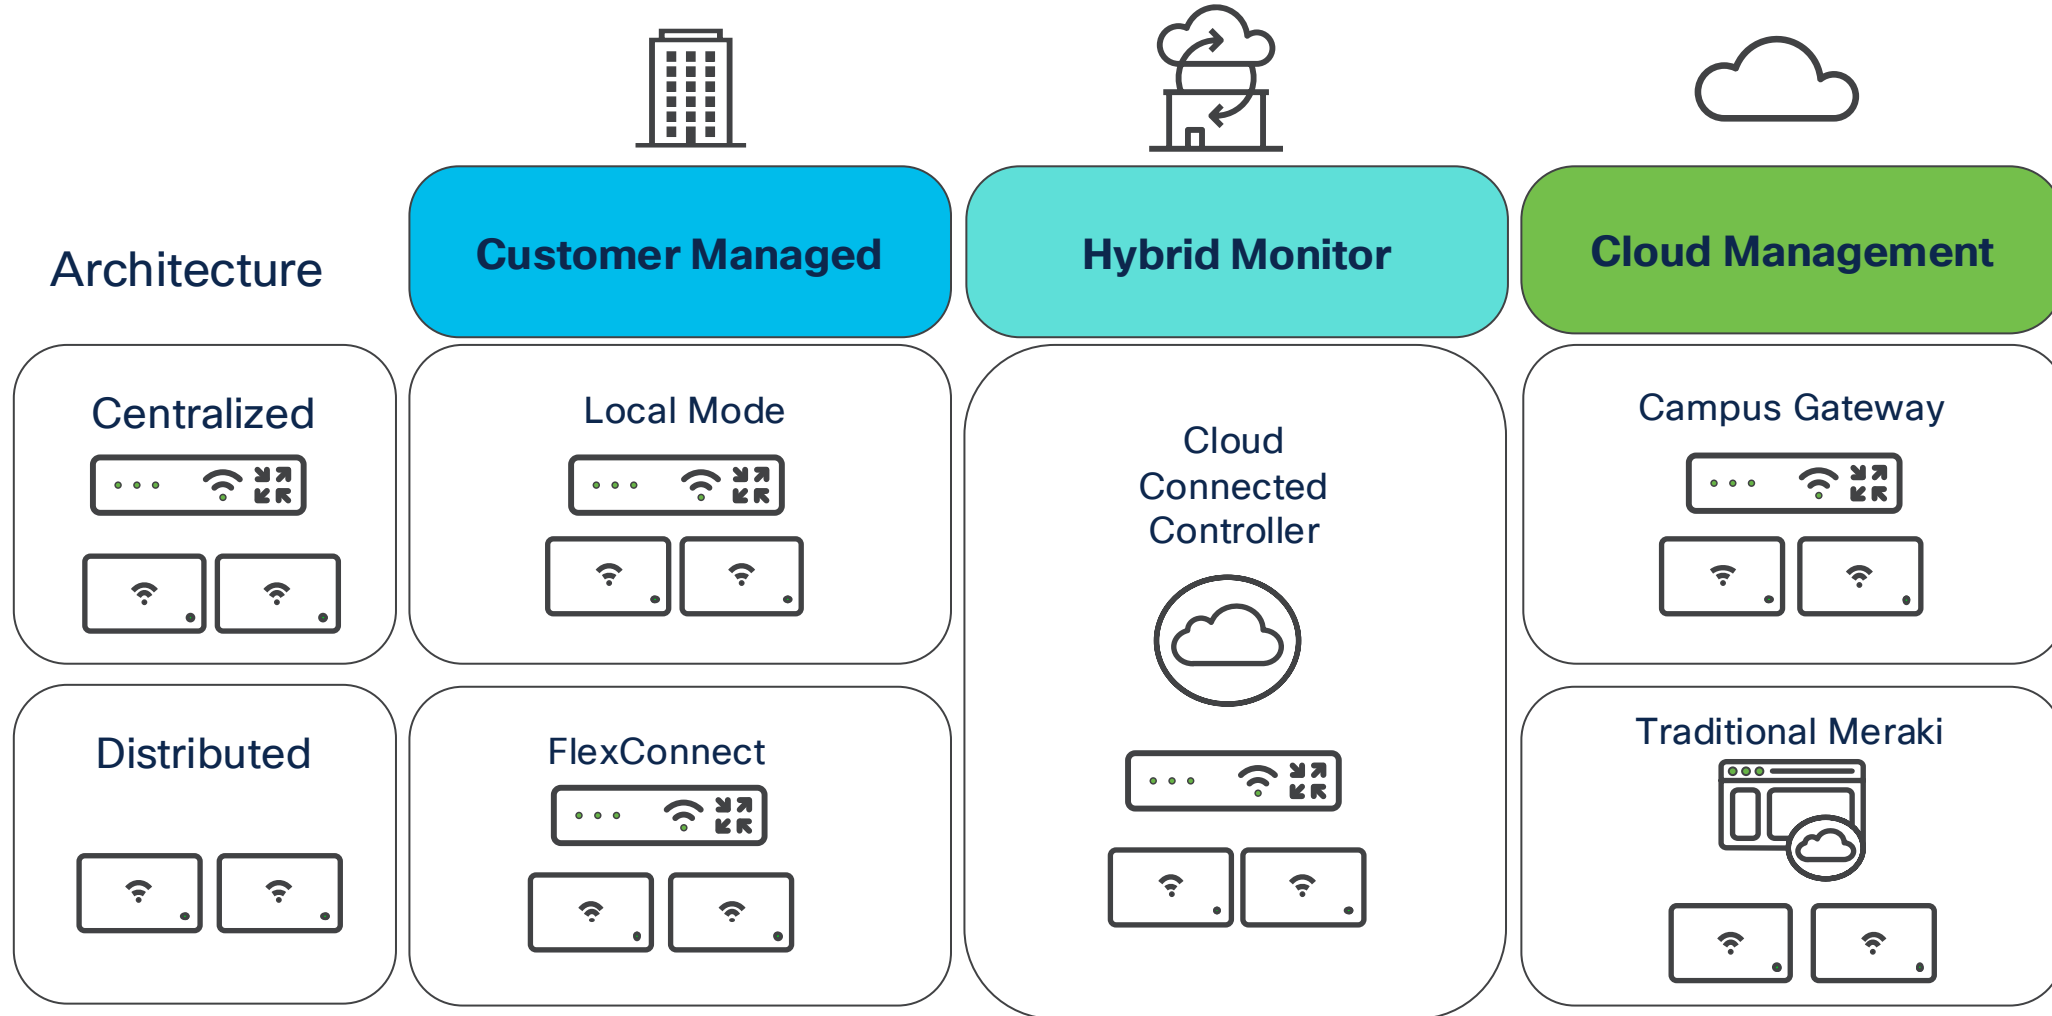 Architecture
Customer Managed
Hybrid Monitor
Cloud Management
Centralized
Local Mode
Cloud
Connected
Controller
Campus Gateway
Distributed
FlexConnect
Traditional Meraki